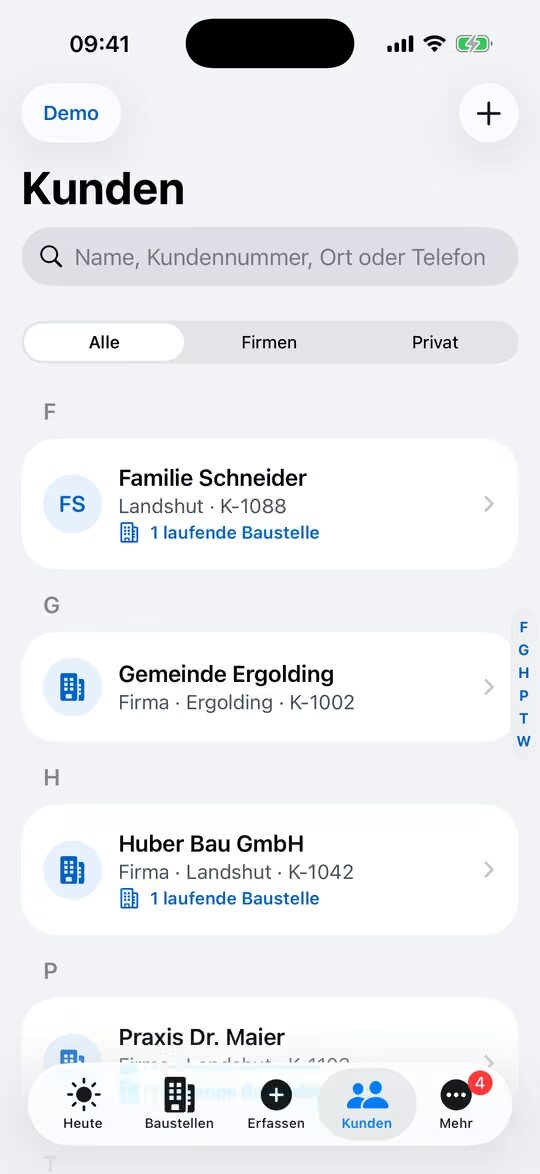 09:41
Demo
Kunden
Name, Kundennummer, Ort oder Telefon
Alle
Firmen
Privat
F
FS
Familie Schneider
Landshut · K-1088
1 laufende Baustelle
G
Gemeinde Ergolding
Firma · Ergolding · K-1002
F
G
H
P
T
W
H
Huber Bau GmbH
Firma · Landshut · K-1042
1 laufende Baustelle
P
Praxis Dr. Maier
Firma · Landshut
4
Heute
Baustellen
Erfassen
Kunden
Mehr
T